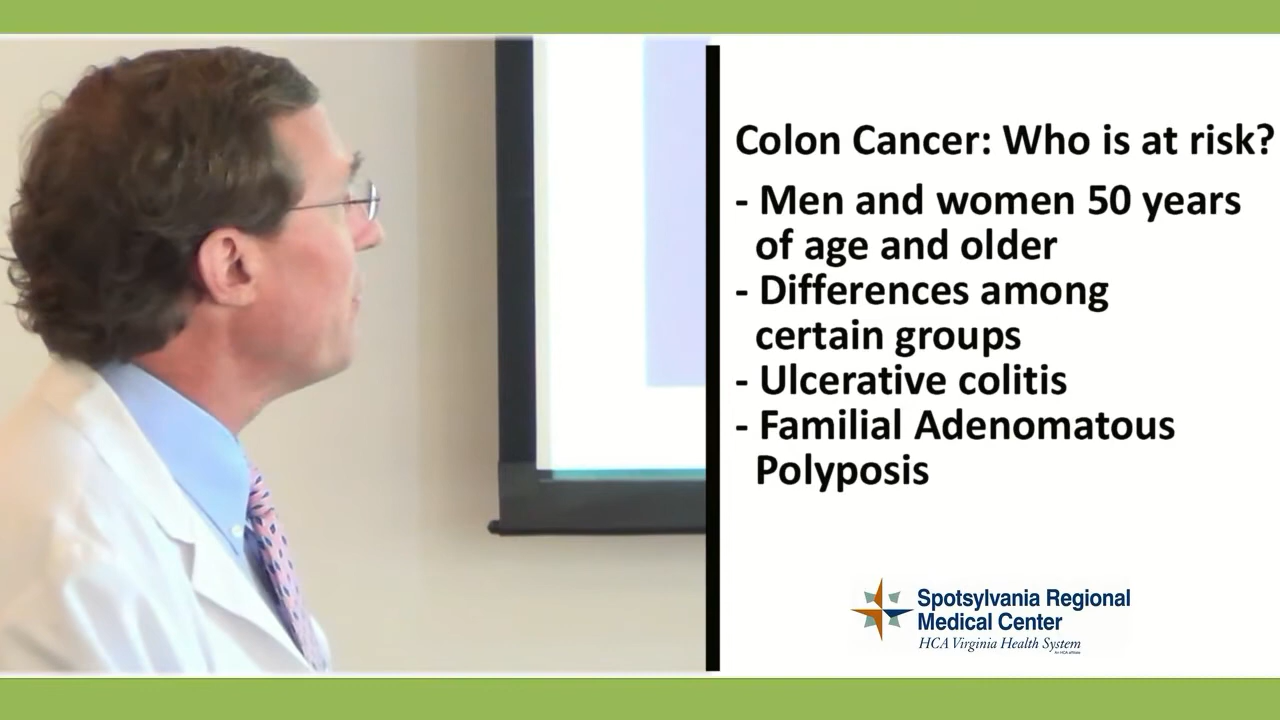 Colon Cancer: Who is at risk?
- Men and women 50 years
of age and older
- Differences among
certain groups
- Ulcerative colitis
- Familial Adenomatous
Polyposis
Spotsylvania Regional
Medical Center
HCA Virginia Health System